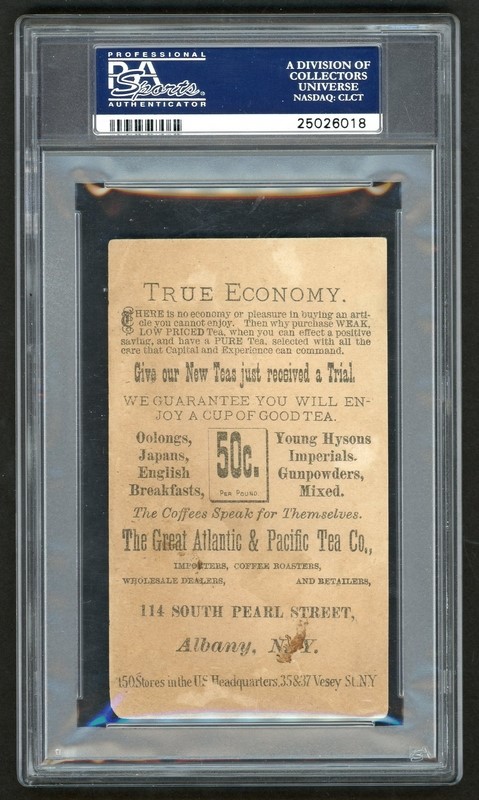 PROFESSIONAL
PSA
Sports
AUTHENTICATOR
A DIVISION OF
COLLECTORS
UNIVERSE
NASDAQ: CLCT
25026018
TRUE ECONOMY.
THERE is no economy or pleasure in buying an arti-
cle you cannot enjoy. Then why purchase WEAK,
LOW PRICED Tea, when you can effect a positive
saving, and have a PURE Tea, selected with all the
care that Capital and Experience can command.
Give our New Teas just received a Trial.
WE GUARANTEE YOU WILL EN-
JOY A CUP OF GOOD TEA.
Oolongs,
Japans,
English
Breakfasts,
50c.
PER POUND
Young Hysons
Imperials.
Gunpowders,
Mixed.
The Coffees Speak for Themselves.
The Great Atlantic & Pacific Tea Co.,
IMPORTERS, COFFEE ROASTERS,
WHOLESALE DEALERS, AND RETAILERS,
114 SOUTH PEARL STREET,
Albany, N.Y.
150 Stores in the US Headquarters, 35 & 37 Vesey St. N.Y